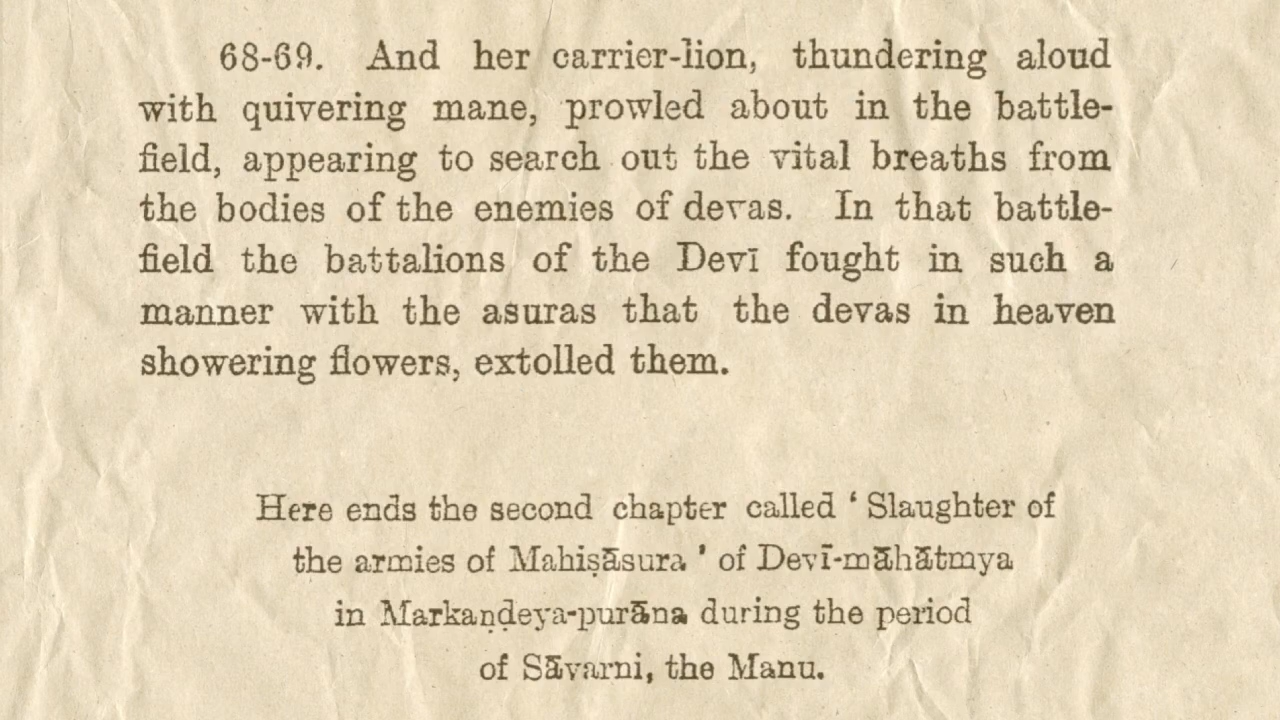 68-69. And her carrier-lion, thundering aloud
with quivering mane, prowled about in the battle-
field, appearing to search out the vital breaths from
the bodies of the enemies of devas. In that battle-
field the battalions of the Devī fought in such a
manner with the asuras that the devas in heaven
showering flowers, extolled them.
Here ends the second chapter called ‘ Slaughter of
the armies of Mahiṣāsura ’ of Devī-māhātmya
in Markaṇḍeya-purāna during the period
of Sāvarni, the Manu.